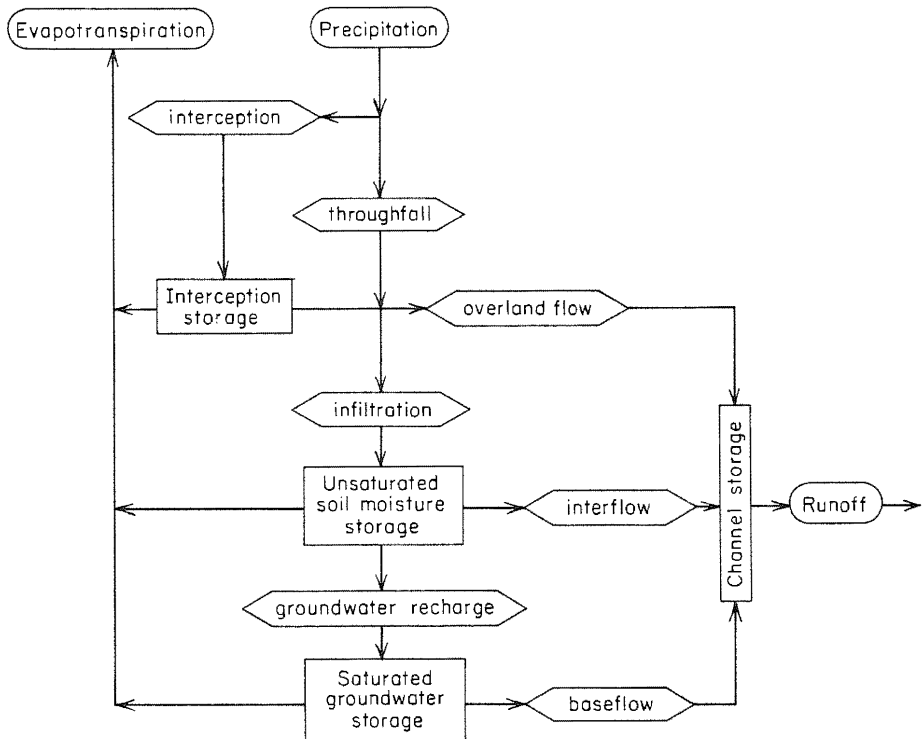 Evapotranspiration
Precipitation
interception
throughfall
Interception
storage
overland flow
infiltration
Unsaturated
soil moisture
storage
interflow
Channel storage
Runoff
groundwater recharge
Saturated
groundwater
storage
baseflow